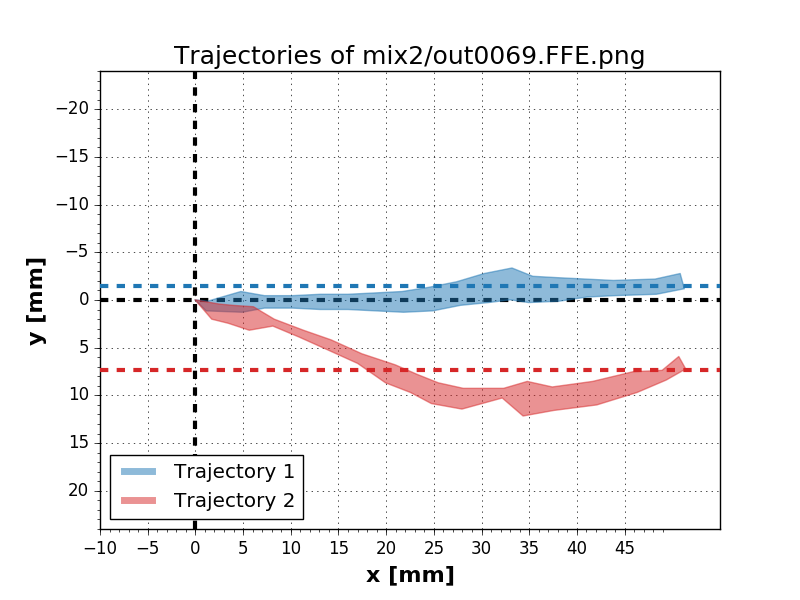 Trajectories of mix2/out0069.FFE.png
−20
−15
−10
−5
0
5
10
15
20
y [mm]
Trajectory 1
Trajectory 2
−10 −5 0 5 10 15 20 25 30 35 40 45
x [mm]